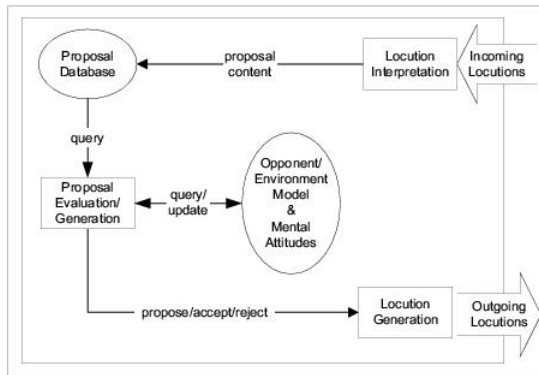 Proposal
Database
proposal
content
Locution
Interpretation
Incoming
Locutions
query
Proposal
Evaluation/
Generation
query/
update
Opponent/
Environment
Model
&
Mental
Attitudes
propose/accept/reject
Locution
Generation
Outgoing
Locutions